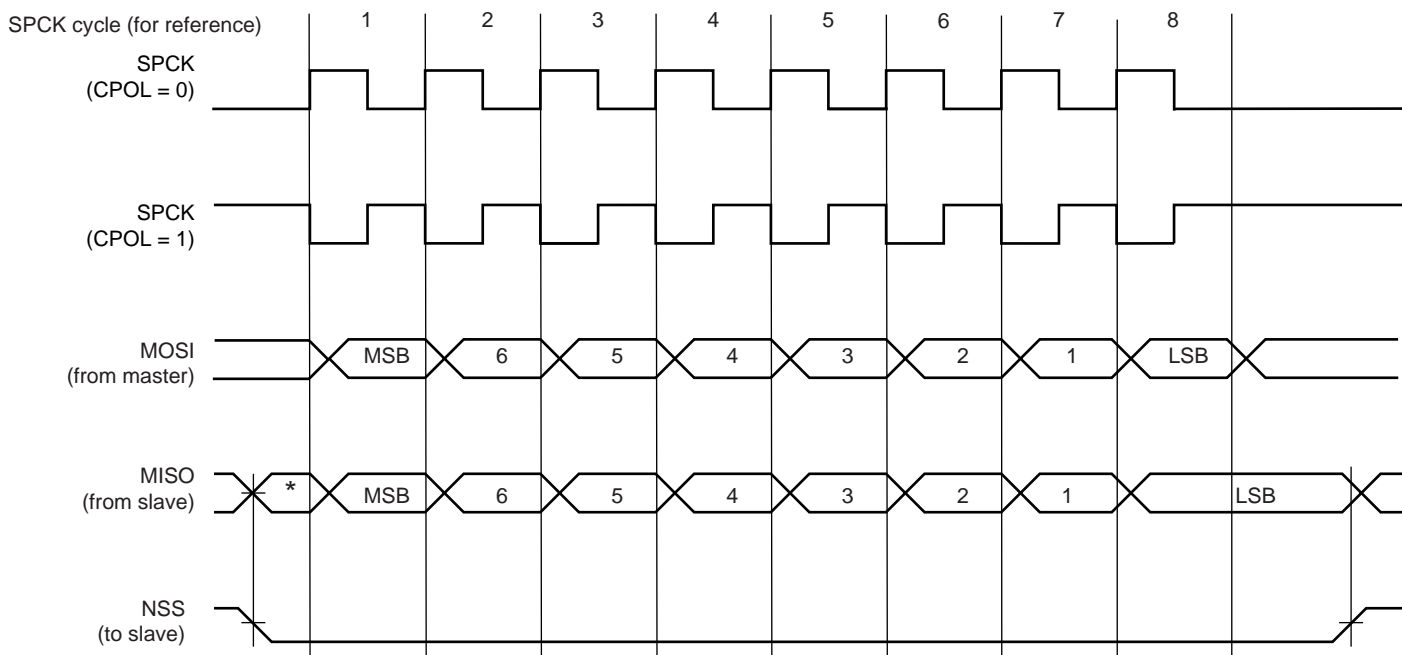 SPCK cycle (for reference) 1 2 3 4 5 6 7 8
SPCK
(CPOL = 0)
SPCK
(CPOL = 1)
MOSI
(from master)
MSB 6 5 4 3 2 1 LSB
MISO
(from slave)
* MSB 6 5 4 3 2 1 LSB
NSS
(to slave)